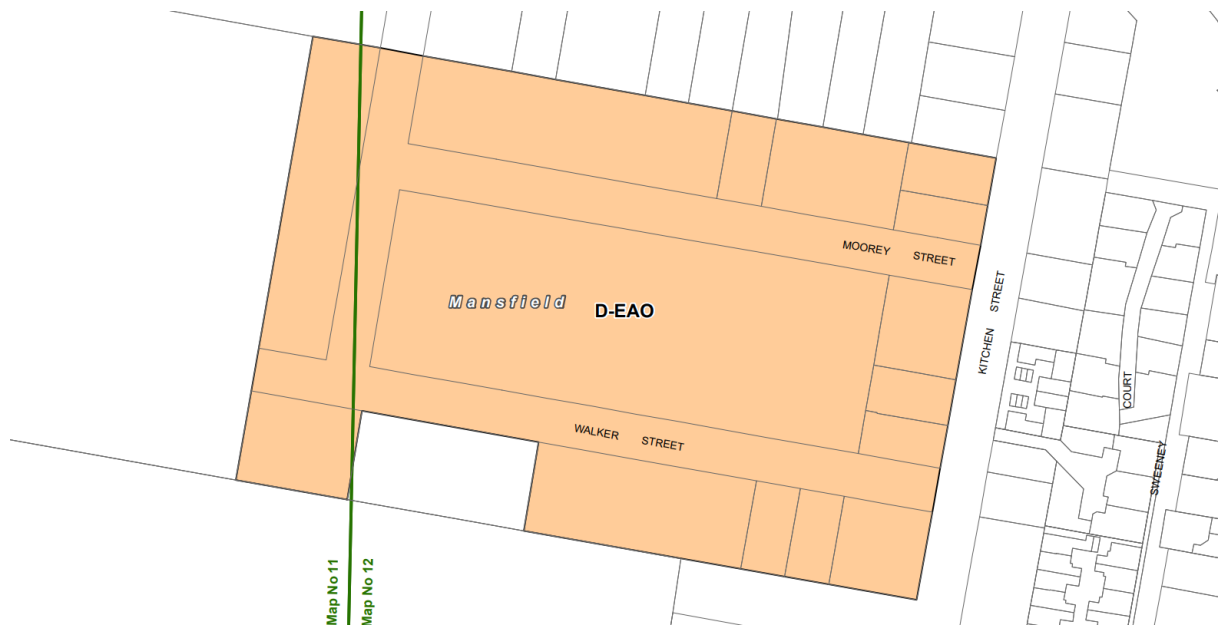 MOOREY STREET
Mansfield
D-EAO
KITCHEN STREET
COURT
WALKER STREET
SWEENEY
Map No 11
Map No 12